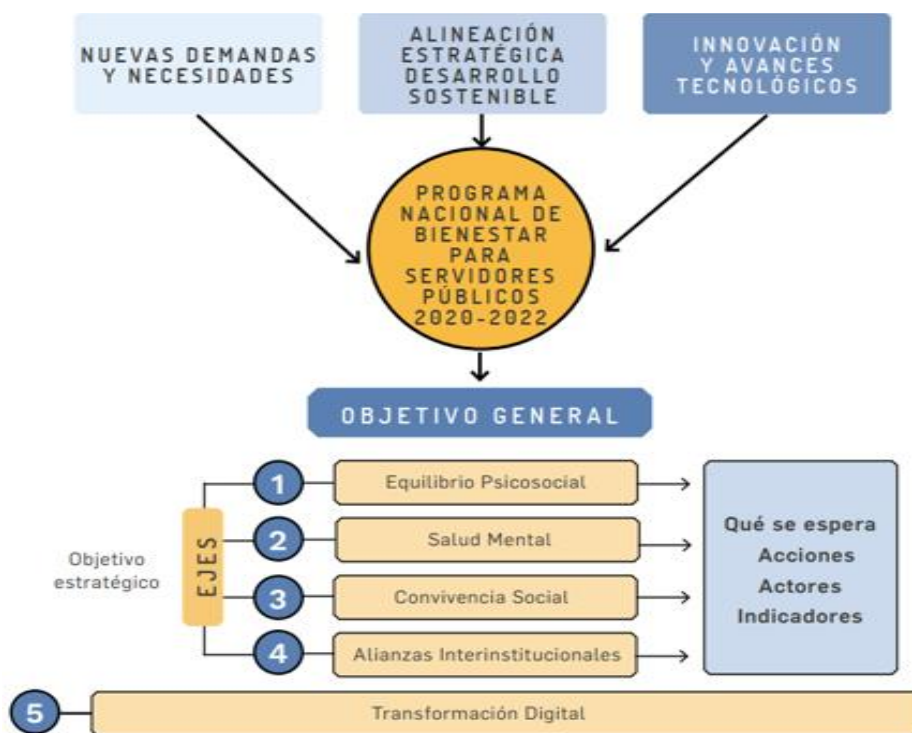 NUEVAS DEMANDAS
Y NECESIDADES
ALINEACIÓN
ESTRATÉGICA
DESARROLLO
SOSTENIBLE
INNOVACIÓN
Y AVANCES
TECNOLÓGICOS
PROGRAMA
NACIONAL DE
BIENESTAR
PARA
SERVIDORES
PÚBLICOS
2020-2022
OBJETIVO GENERAL
Objetivo
estratégico
EJES
1 Equilibrio Psicosocial
2 Salud Mental
3 Convivencia Social
4 Alianzas Interinstitucionales
Qué se espera
Acciones
Actores
Indicadores
5 Transformación Digital